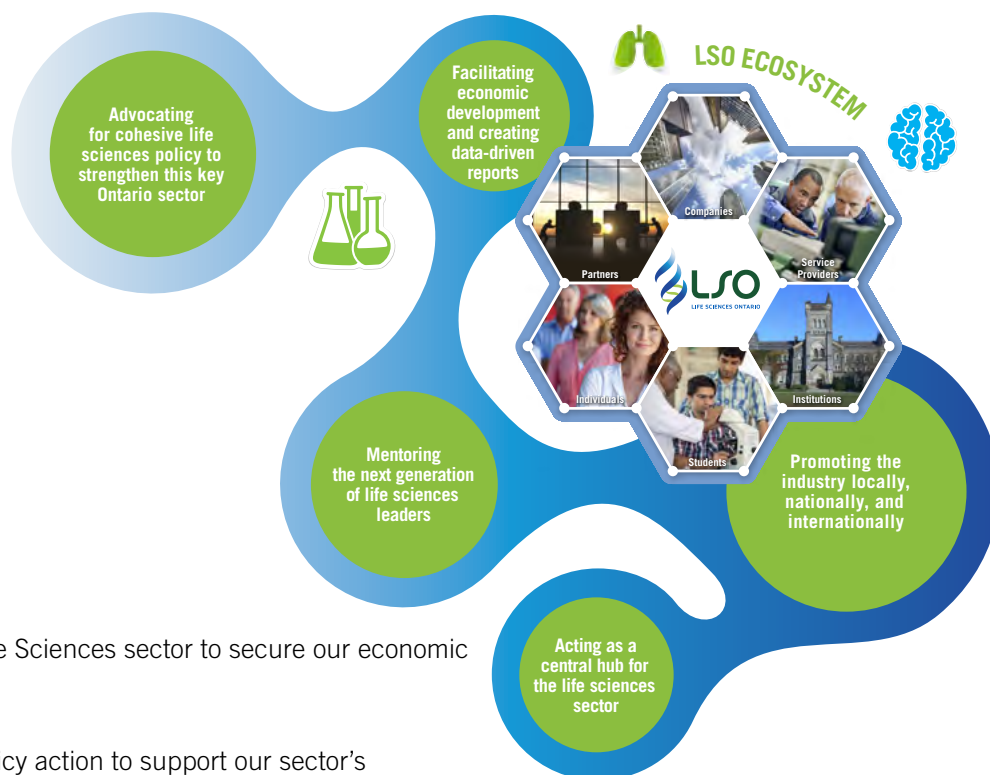 LSO ECOSYSTEM
Advocating
for cohesive life
sciences policy to
strengthen this key
Ontario sector
Facilitating
economic
development
and creating
data-driven
reports
Companies
Partners
Service
Providers
LSO
LIFE SCIENCES ONTARIO
Individuals
Institutions
Students
Mentoring
the next generation
of life sciences
leaders
Promoting the
industry locally,
nationally, and
internationally
Acting as a
central hub for
the life sciences
sector
e Sciences sector to secure our economic
cy action to support our sector’s